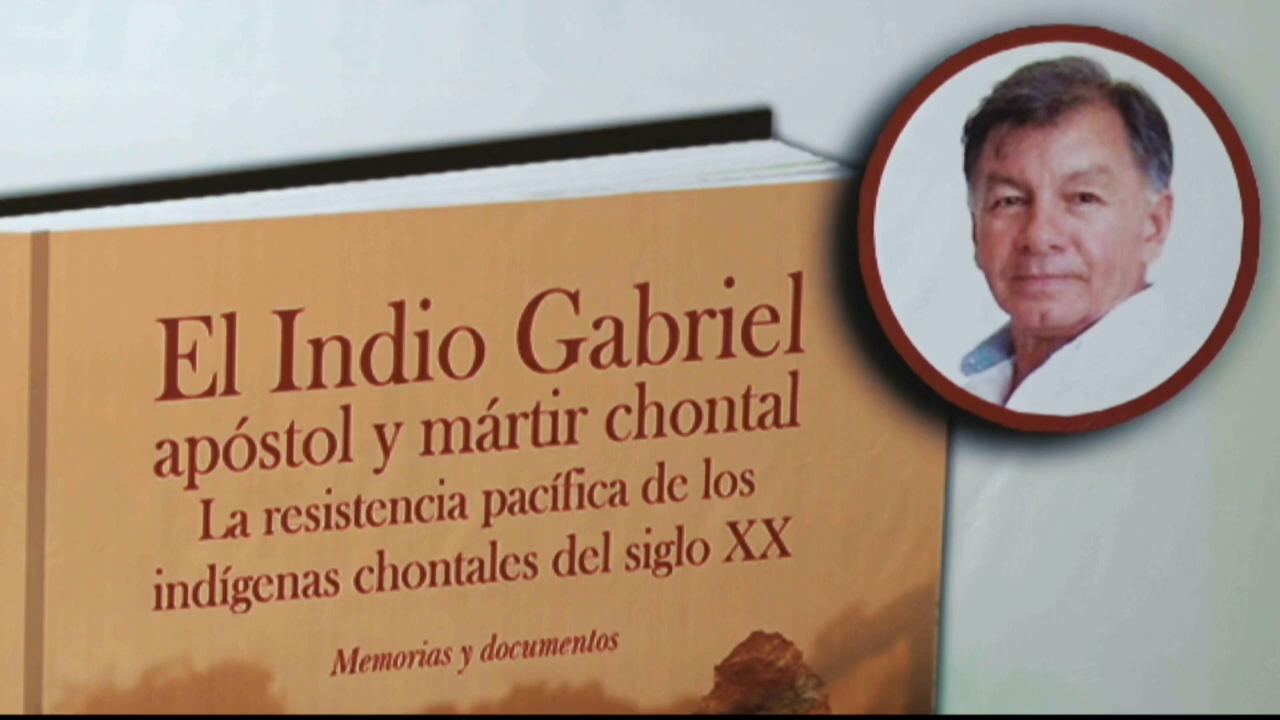 El Indio Gabriel
apóstol y mártir chontal
La resistencia pacífica de los
indígenas chontales del siglo XX
Memorias y documentos